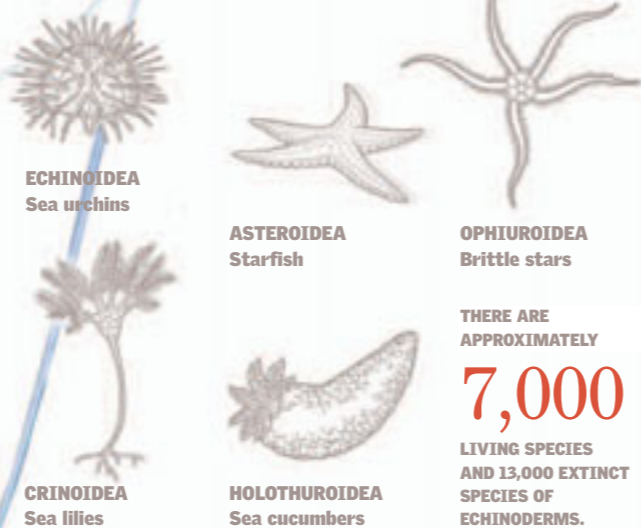 ECHINOIDEA
Sea urchins
ASTEROIDEA
Starfish
OPHIUROIDEA
Brittle stars
CRINOIDEA
Sea lilies
HOLOTHUROIDEA
Sea cucumbers
THERE ARE
APPROXIMATELY
7,000
LIVING SPECIES
AND 13,000 EXTINCT
SPECIES OF
ECHINODERMS.